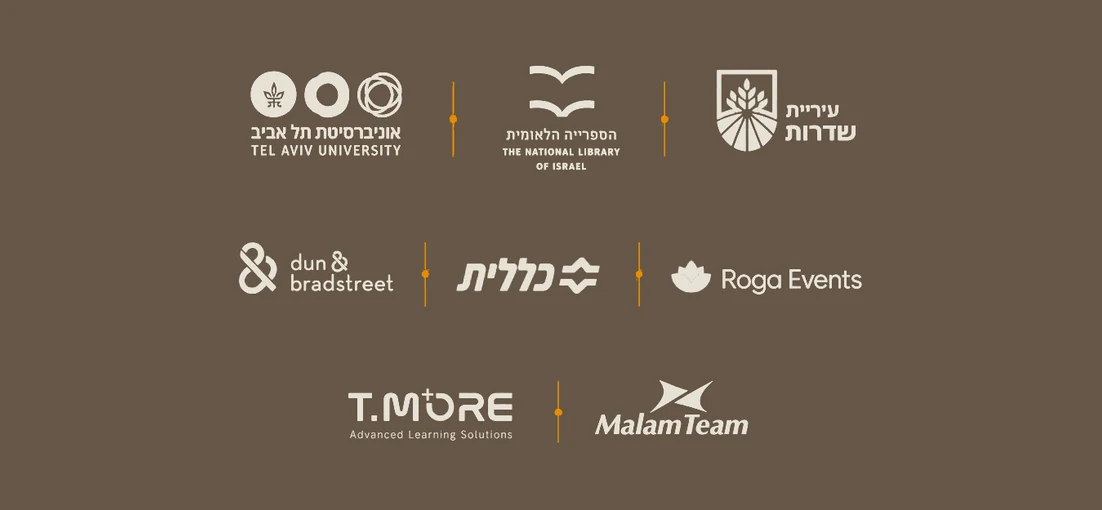 אוניברסיטת תל אביב
TEL AVIV UNIVERSITY
הספרייה הלאומית
THE NATIONAL LIBRARY
OF ISRAEL
עיריית
שדרות
dun &
bradstreet
כללית
Roga Events
T.MORE
Advanced Learning Solutions
MalamTeam